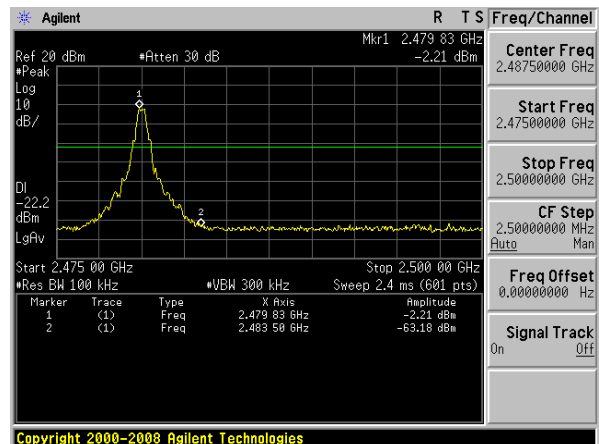 Agilent R T S
Freq/Channel
Mkr1 2.479 83 GHz
Ref 20 dBm #Atten 30 dB -2.21 dBm
#Peak
Log
10
dB/
1
DI
-22.2
dBm
LgAv
2
Start 2.475 00 GHz Stop 2.500 00 GHz
#Res BW 100 kHz #VBW 300 kHz Sweep 2.4 ms (601 pts)
Marker Trace Type X Axis Amplitude
1 (1) Freq 2.479 83 GHz -2.21 dBm
2 (1) Freq 2.483 50 GHz -63.18 dBm
Center Freq
2.48750000 GHz
Start Freq
2.47500000 GHz
Stop Freq
2.50000000 GHz
CF Step
2.50000000 MHz
Auto Man
Freq Offset
0.00000000 Hz
Signal Track
On Off
Copyright 2000-2008 Agilent Technologies